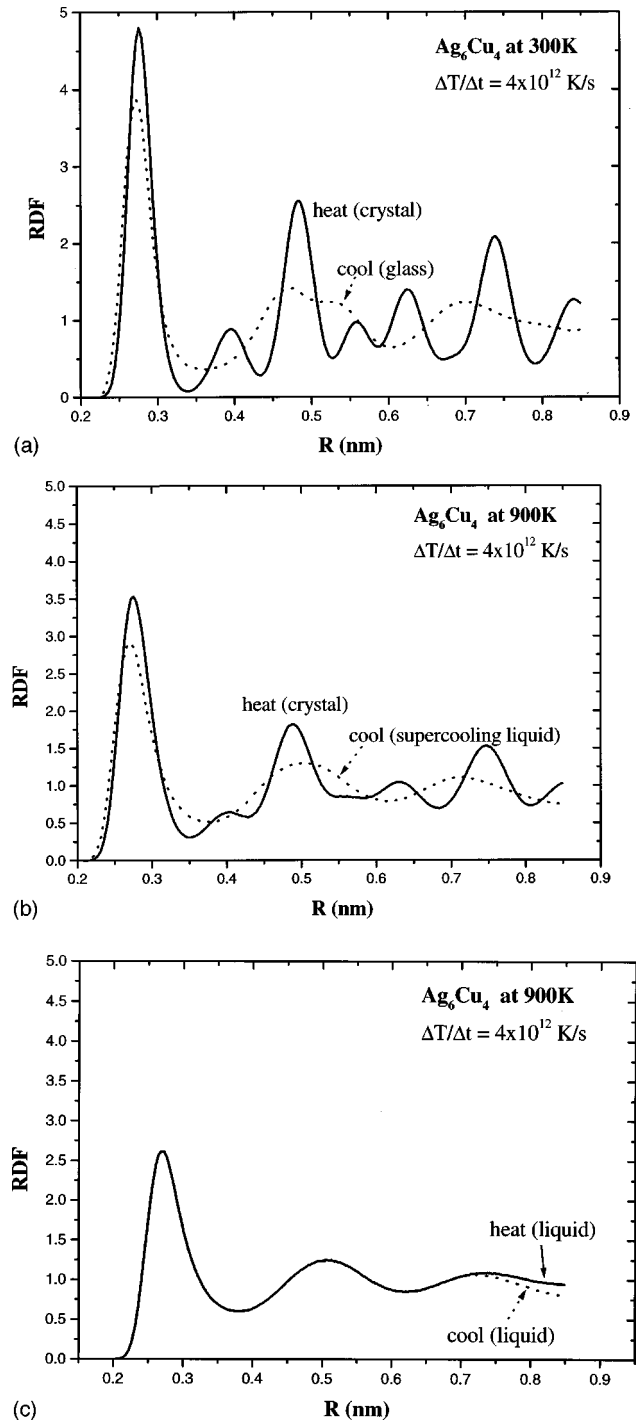 Ag₆Cu₄ at 300K
ΔT/Δt = 4x10¹² K/s
heat (crystal)
cool (glass)
RDF
5
4
3
2
1
0
0.2 0.3 0.4 0.5 0.6 0.7 0.8 0.9
R (nm)
(a)
Ag₆Cu₄ at 900K
ΔT/Δt = 4x10¹² K/s
heat (crystal)
cool (supercooling liquid)
RDF
5.0
4.5
4.0
3.5
3.0
2.5
2.0
1.5
1.0
0.5
0.0
0.2 0.3 0.4 0.5 0.6 0.7 0.8 0.9
R (nm)
(b)
Ag₆Cu₄ at 900K
ΔT/Δt = 4x10¹² K/s
heat (liquid)
cool (liquid)
RDF
5.0
4.5
4.0
3.5
3.0
2.5
2.0
1.5
1.0
0.5
0.0
0.2 0.3 0.4 0.5 0.6 0.7 0.8 0.9
R (nm)
(c)